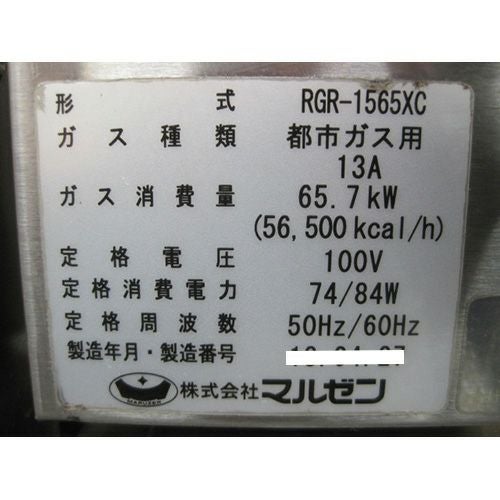 形式 RGR-1565XC
ガス種類 都市ガス用
13A
ガス消費量 65.7kW
(56,500kcal/h)
定格電圧 100V
定格消費電力 74/84W
定格周波数 50Hz/60Hz
製造年月・製造番号
MARUZEN 株式会社マルゼン